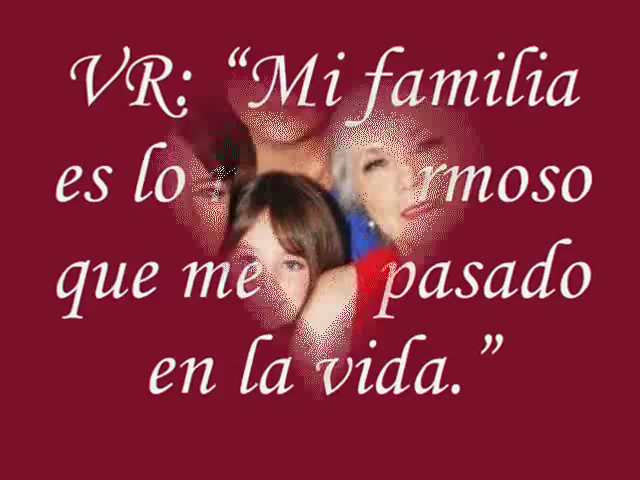 VR: “Mi familia
es lo rmoso
que me pasado
en la vida.”